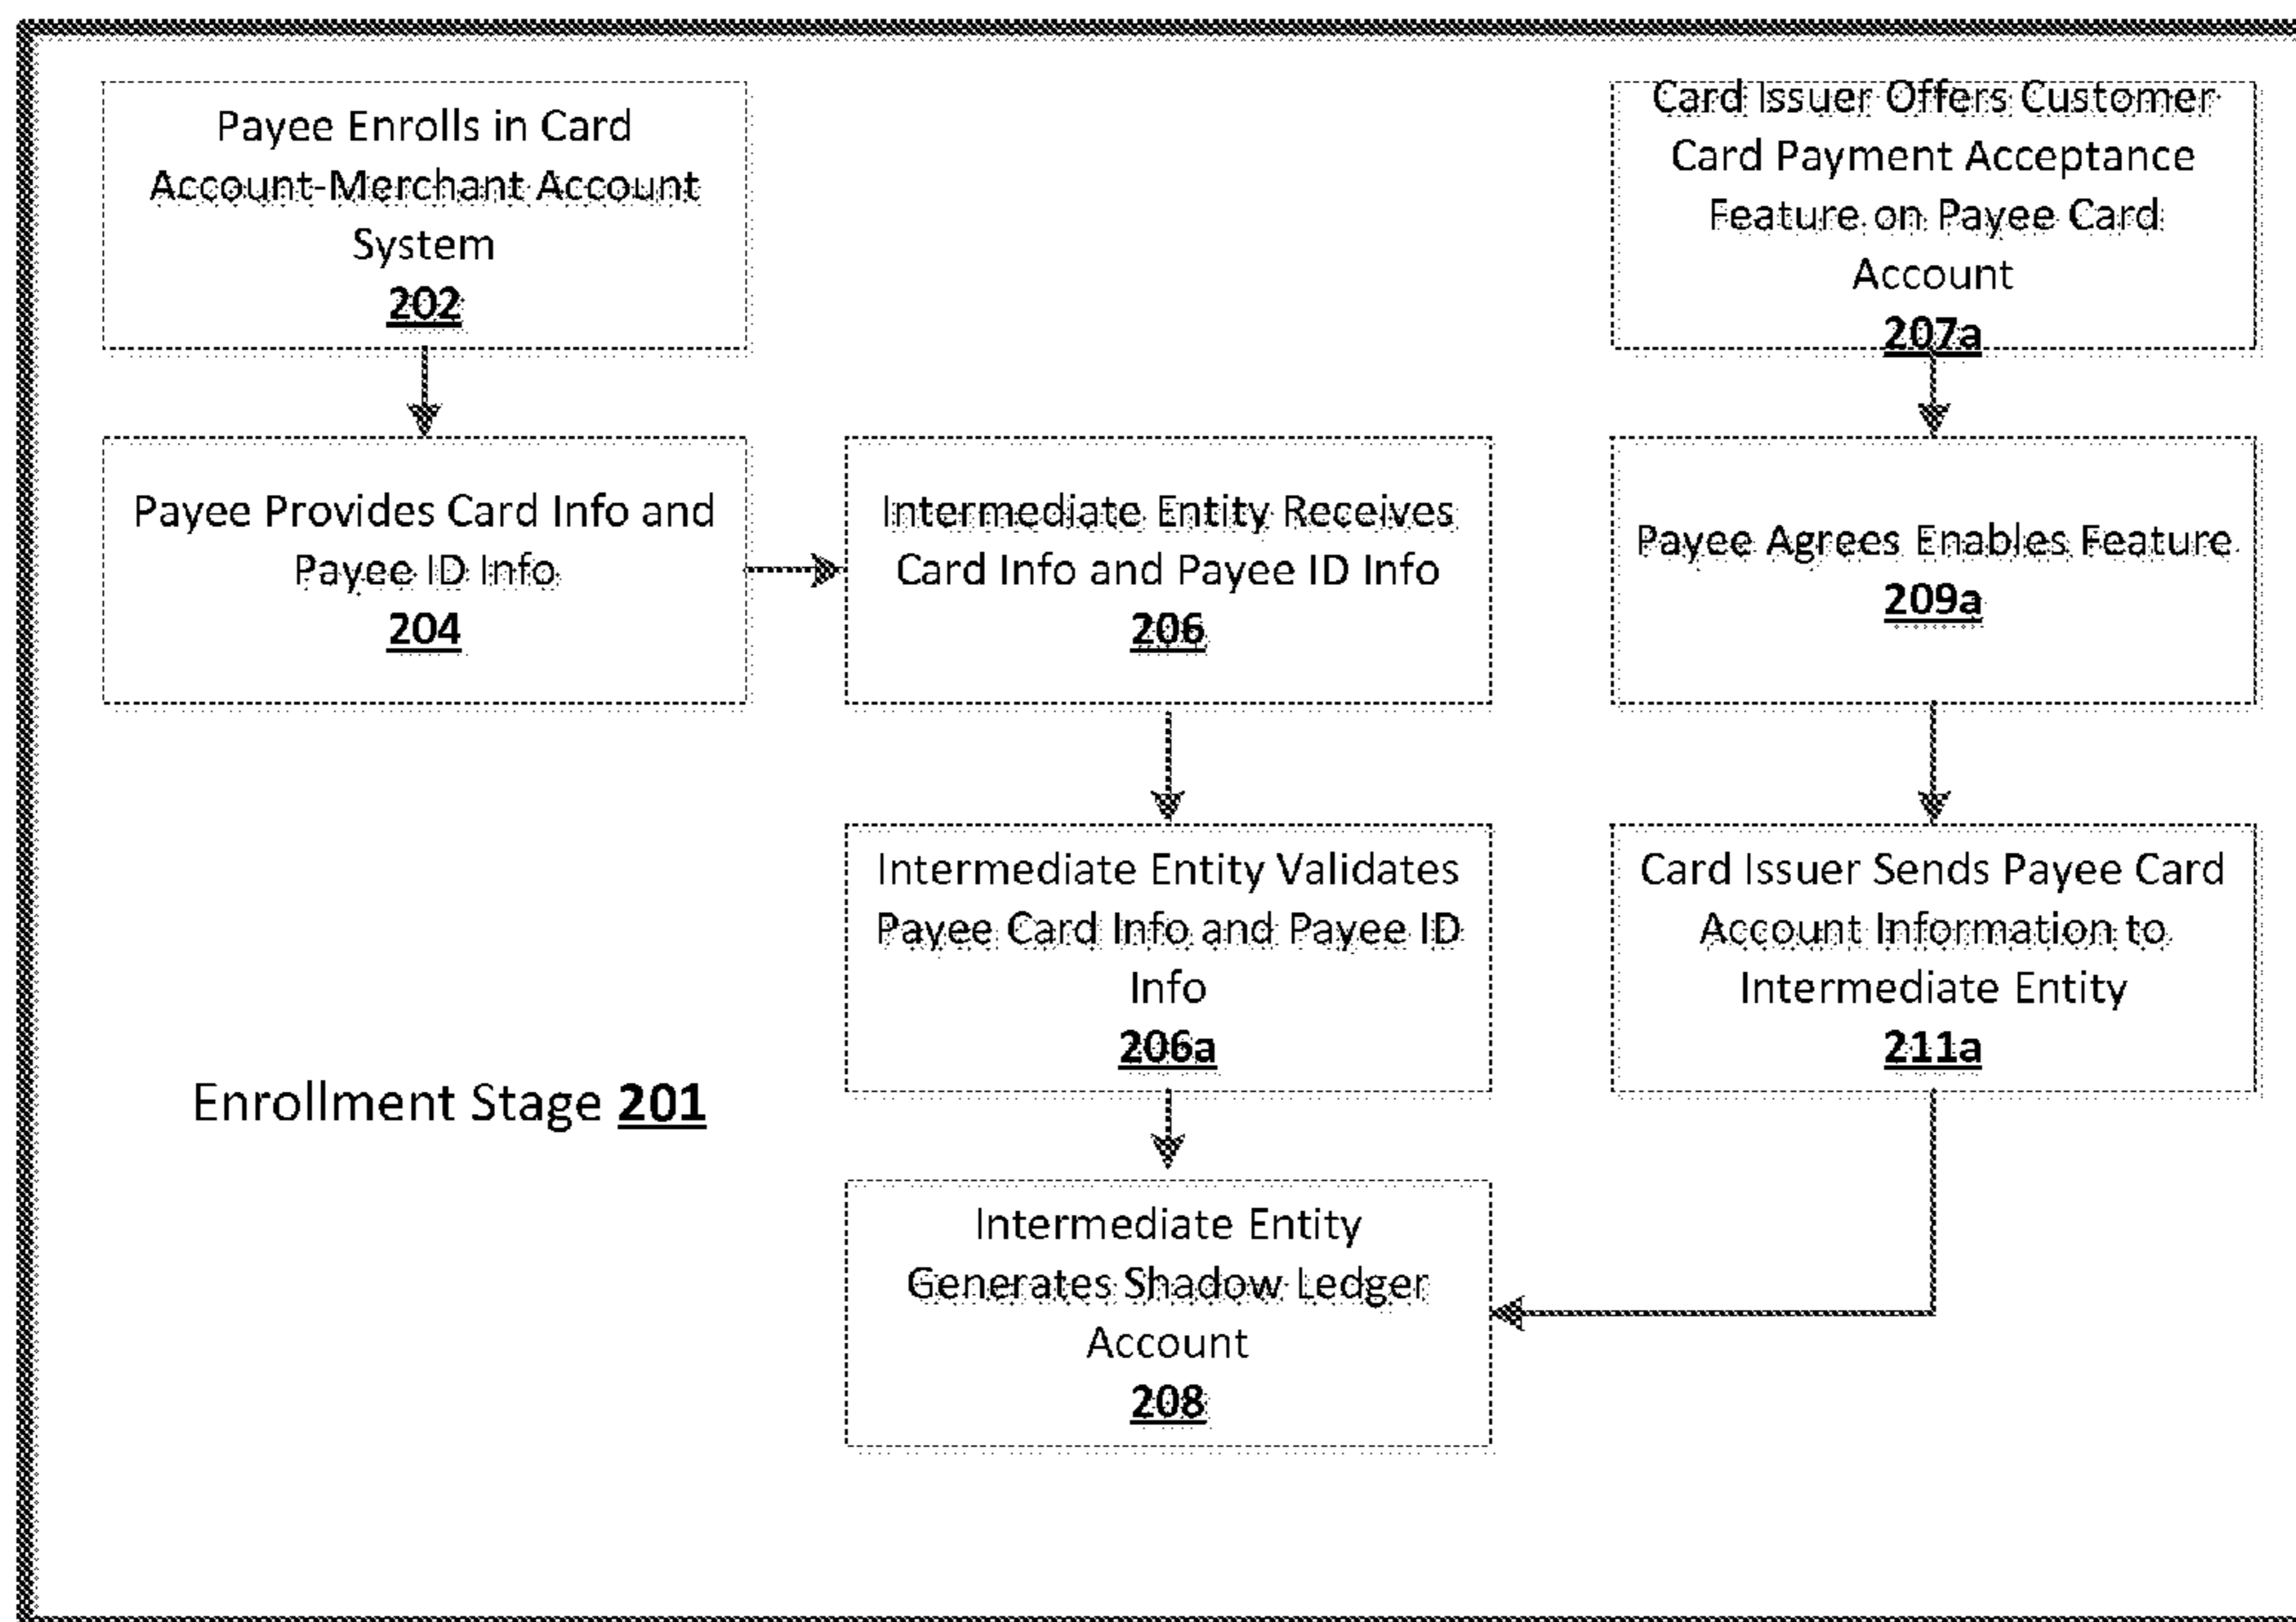 Payee Enrolls in Card
Account-Merchant Account
System
202
Card Issuer Offers Customer
Card Payment Acceptance
Feature on Payee Card
Account
207a
Payee Provides Card Info and
Payee ID Info
204
Intermediate Entity Receives
Card Info and Payee ID Info
206
Payee Agrees Enables Feature
209a
Intermediate Entity Validates
Payee Card Info and Payee ID
Info
206a
Card Issuer Sends Payee Card
Account Information to
Intermediate Entity
211a
Enrollment Stage 201
Intermediate Entity
Generates Shadow Ledger
Account
208